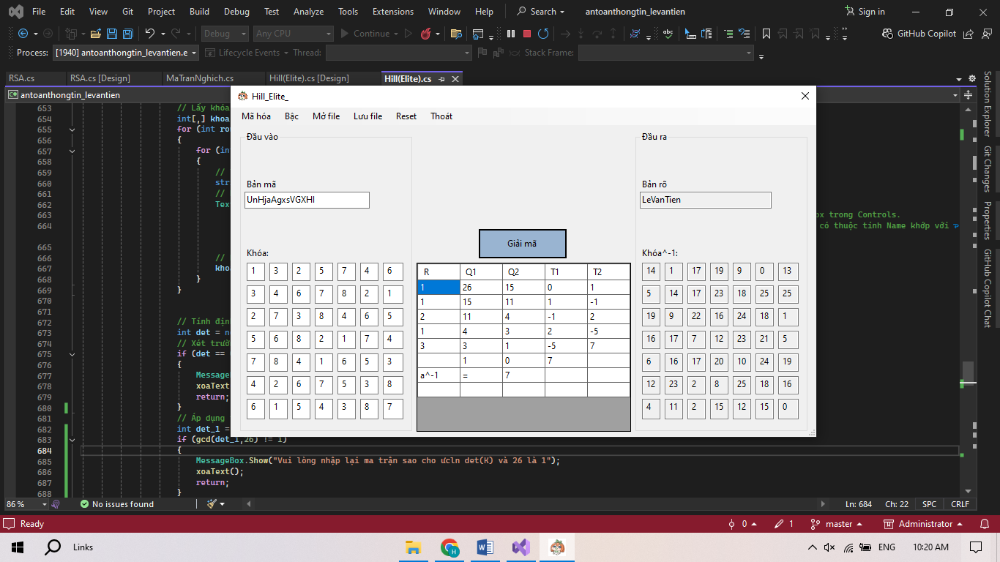 File Edit View Git Project Build Debug Test Analyze Tools Extensions Window Help Search antoanthongtin_levantien Sign in
Debug Any CPU Continue GitHub Copilot
Process: [1940] antoanthongtin_levantien.e Lifecycle Events Thread: Stack Frame:
RSA.cs RSA.cs [Design] MaTranNghich.cs Hill(Elite).cs [Design] Hill(Elite).cs
antoanthongtin_levantien
Hill_Elite_
Mã hóa Bậc Mở file Lưu file Reset Thoát
Đầu vào
Bản mã
UnHjaAgxsVGXHI
Khóa:
1 3 2 5 7 4 6
3 4 6 7 8 2 1
2 7 3 8 4 6 5
5 6 8 2 1 7 4
7 8 4 1 6 5 3
4 2 6 7 5 3 8
6 1 5 4 3 8 7
Giải mã
R Q1 Q2 T1 T2
1 26 15 0 1
1 15 11 1 -1
2 11 4 -1 2
1 4 3 2 -5
3 3 1 -5 7
1 0 7
a^-1 = 7
Đầu ra
Bản rõ
LeVanTien
Khóa^-1:
14 1 17 19 9 0 13
5 14 17 23 18 25 25
19 9 22 16 24 18 1
16 17 7 12 23 21 5
6 16 17 20 10 24 19
12 23 2 8 25 18 16
4 11 2 15 12 15 0
653 // Lấy khóa
654 int[,] khoa
655 for (int ro
656 {
657 for (in
658 {
659 //
660 str
661 //
662 Tex
663 ox trong Controls.
664 có thuộc tính Name khớp với
665
666 //
667 kho
668 }
669 }
670
671
672 // Tính địn
673 int det = n
674 // Xét trườ
675 if (det ==
676 {
677 Message
678 xoaText
679 return;
680 }
681 // Áp dụng
682 int det_1 =
683 if (gcd(det_1,26) != 1)
684 {
685 MessageBox.Show("Vui lòng nhập lại ma trận sao cho ưcln det(K) và 26 là 1");
686 xoaText();
687 return;
688 }
Solution Explorer
Git Changes
Properties
GitHub Copilot Chat
86 % No issues found Ln: 684 Ch: 22 SPC CRLF
Ready 0 1 master Administrator
Links ENG 10:20 AM